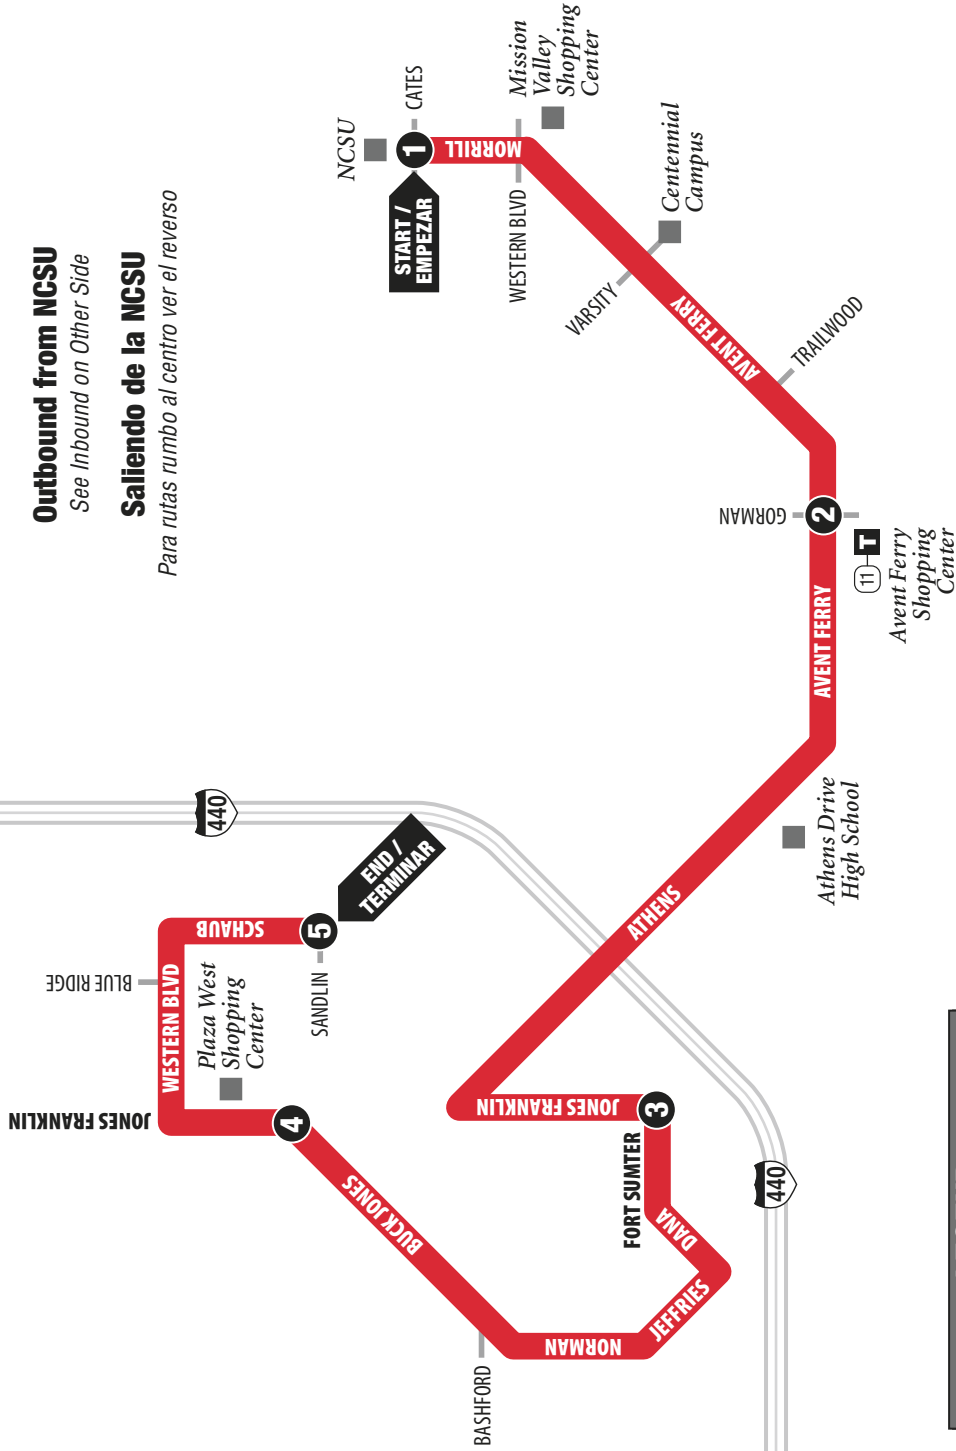 Outbound from NCSU
See Inbound on Other Side
Saliendo de la NCSU
Para rutas rumbo al centro ver el reverso
NCSU
1
CATES
START /
EMPEZAR
MORRILL
Mission
Valley
Shopping
Center
WESTERN BLVD
VARSITY
Centennial
Campus
AVENT FERRY
TRAILWOOD
GORMAN
2
11
T
Avent Ferry
Shopping
Center
AVENT FERRY
Athens Drive
High School
ATHENS
440
JONES FRANKLIN
3
FORT SUMTER
DANA
JEFFRIES
NORMAN
440
BASHFORD
BUCK JONES
4
JONES FRANKLIN
Plaza West
Shopping
Center
WESTERN BLVD
BLUE RIDGE
SCHAUB
5
SANDLIN
END /
TERMINAR